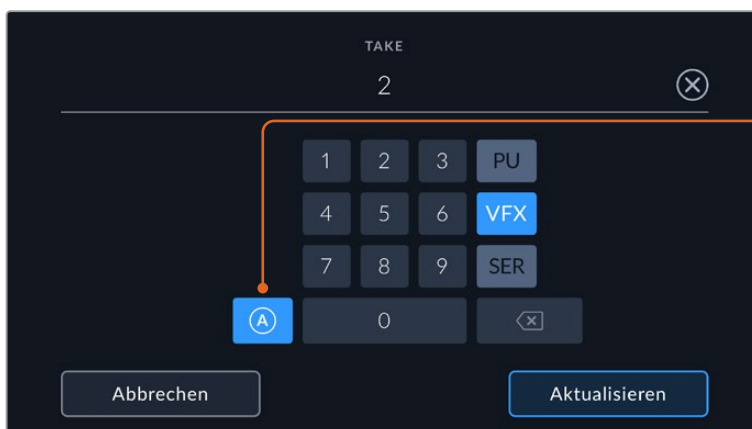 TAKE
2
1 2 3 PU
4 5 6 VFX
7 8 9 SER
A 0
Abbrechen Aktualisieren